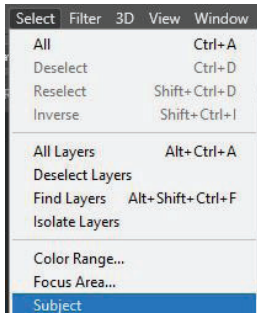 Select Filter 3D View Window
All Ctrl+A
Deselect Ctrl+D
Reselect Shift+Ctrl+D
Inverse Shift+Ctrl+I
All Layers Alt+Ctrl+A
Deselect Layers
Find Layers Alt+Shift+Ctrl+F
Isolate Layers
Color Range...
Focus Area...
Subject